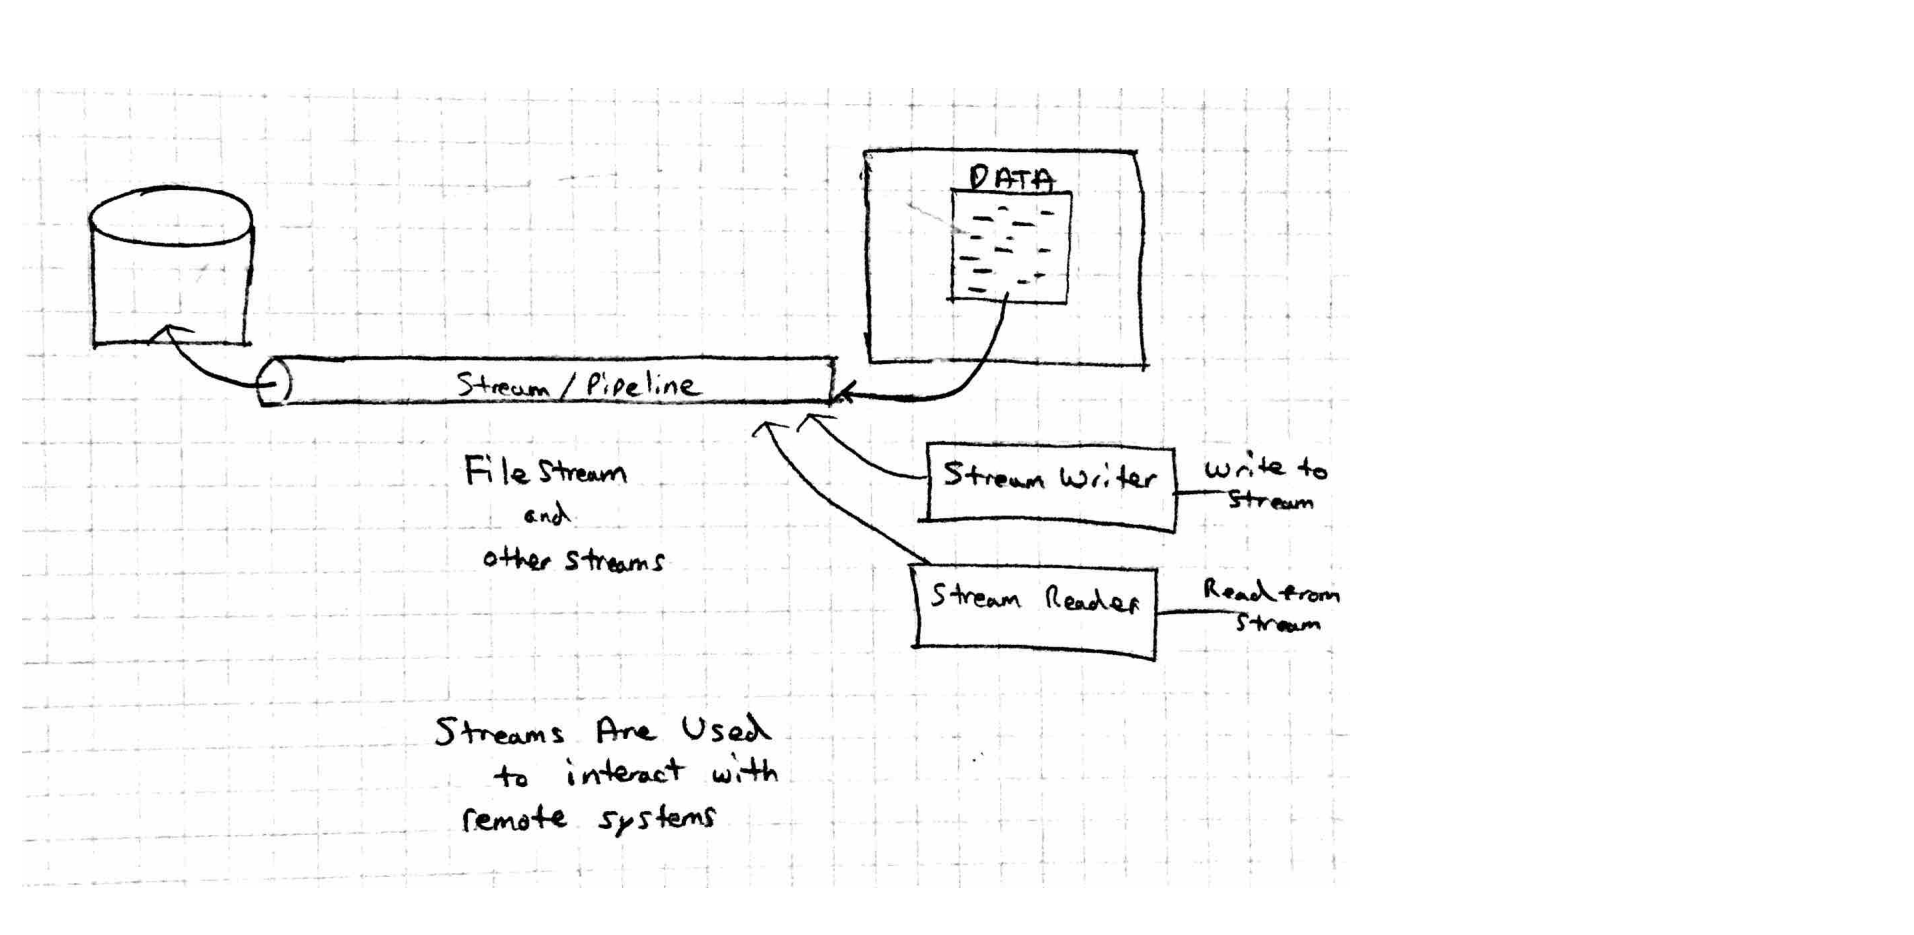 DATA
Stream / Pipeline
File Stream
and
other streams
Stream Writer
Write to
Stream
Stream Reader
Read from
Stream
Streams Are Used
to interact with
remote systems